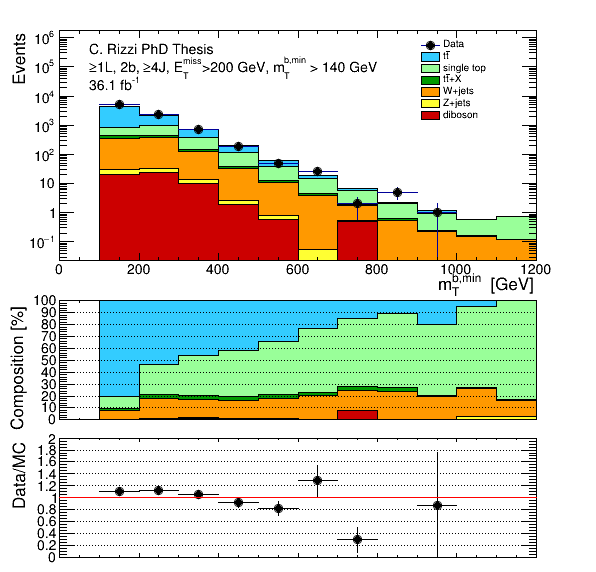 Events
10^6
10^4
10^3
10^2
10
1
10^-1
C. Rizzi PhD Thesis
≥1L, 2b, ≥4J, E_T^miss>200 GeV, m_T^b,min > 140 GeV
36.1 fb^-1
Data
tt̄
single top
tt̄+X
W+jets
Z+jets
diboson
0 200 400 600 800 1000 1200
m_T^b,min [GeV]
Composition [%]
100
90
80
70
60
50
40
30
20
10
0
Data/MC
2
1.8
1.6
1.4
1.2
1
0.8
0.6
0.4
0.2
0